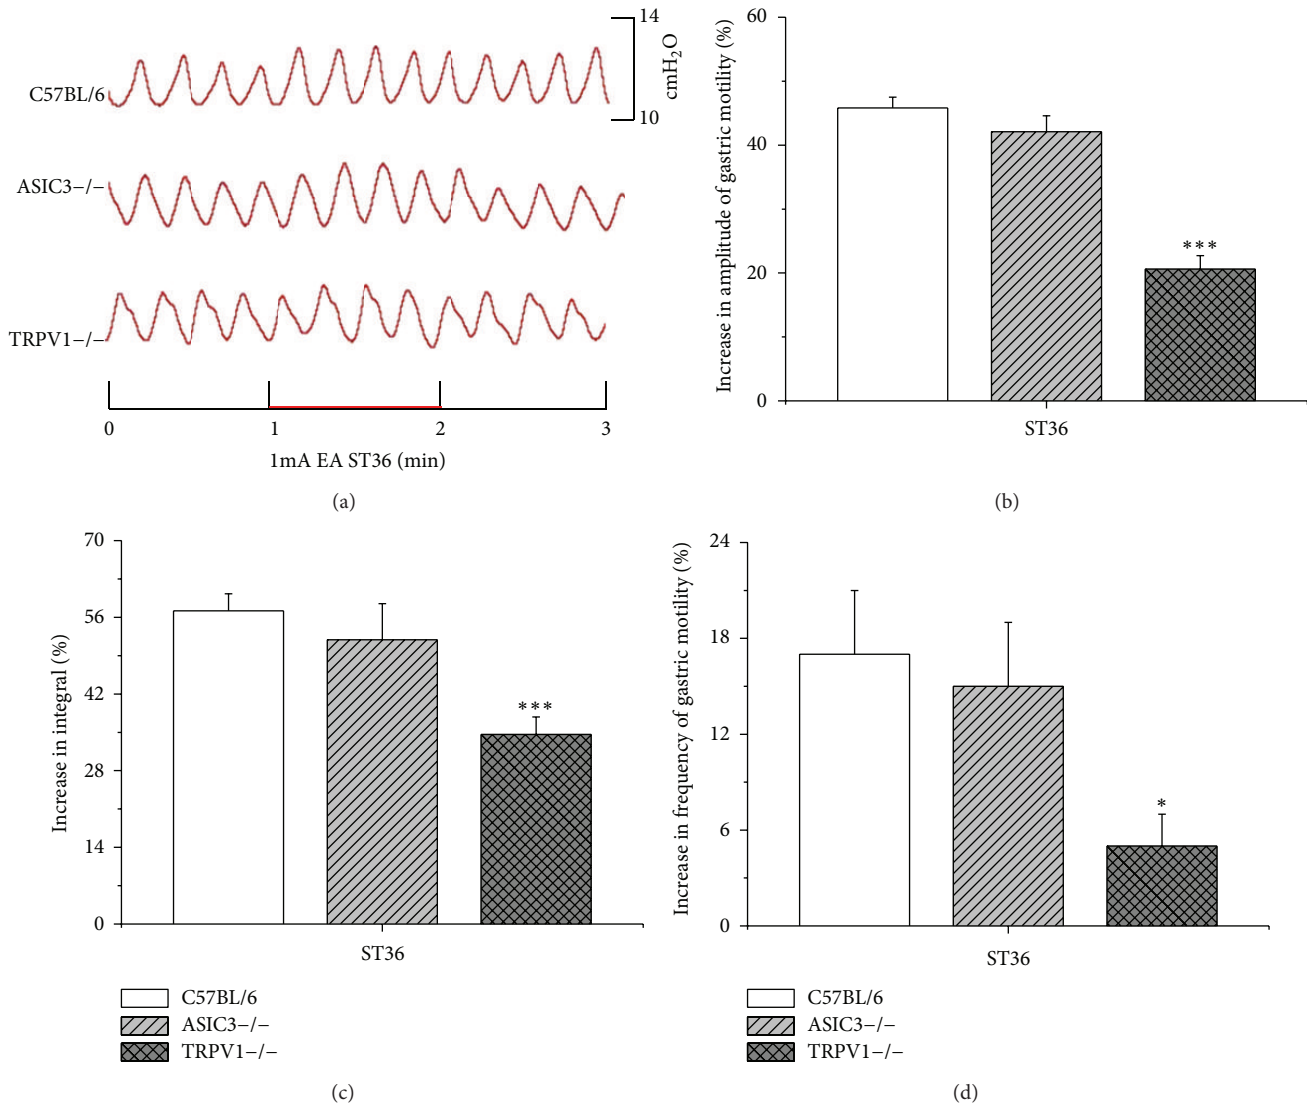 C57BL/6
ASIC3−/−
TRPV1−/−
14
10
cmH2O
0 1 2 3
1mA EA ST36 (min)
(a)
Increase in amplitude of gastric motility (%)
60
40
20
0
***
ST36
(b)
Increase in integral (%)
70
56
42
28
14
0
***
ST36
C57BL/6
ASIC3−/−
TRPV1−/−
(c)
Increase in frequency of gastric motility (%)
24
18
12
6
0
*
ST36
C57BL/6
ASIC3−/−
TRPV1−/−
(d)